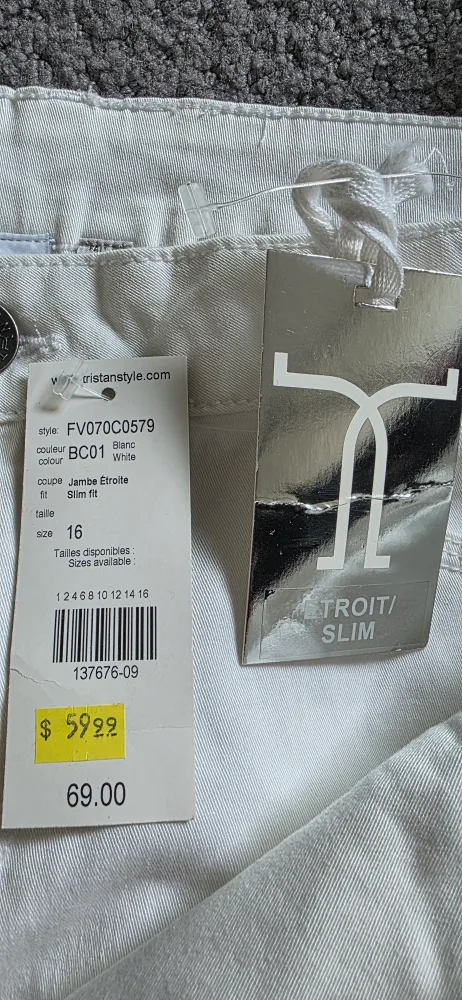 tristanstyle.com
style: FV070C0579
couleur BC01 Blanc
colour White
coupe Jambe Étroite
fit Slim fit
taille
size 16
Tailles disponibles :
Sizes available :
1 2 4 6 8 10 12 14 16
137676-09
$ 59.99
69.00
ÉTROIT/
SLIM